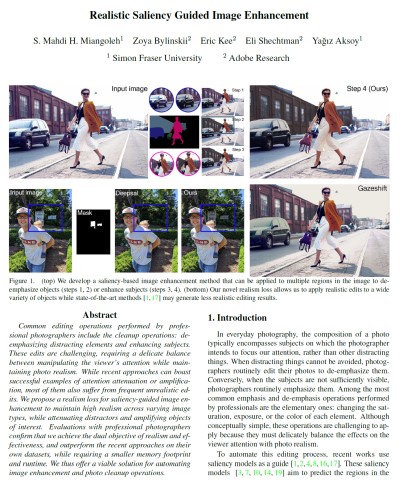 Realistic Saliency Guided Image Enhancement
S. Mahdi H. Miangoleh¹ Zoya Bylinskii² Eric Kee² Eli Shechtman² Yağız Aksoy¹
¹ Simon Fraser University ² Adobe Research
Input image
Step 1
Step 2
Step 3
Step 4 (Ours)
Input image
Mask
Deepsal
Ours
Gazeshift
Figure 1. (top) We develop a saliency-based image enhancement method that can be applied to multiple regions in the image to de-
emphasize objects (steps 1, 2) or enhance subjects (steps 3, 4). (bottom) Our novel realism loss allows us to apply realistic edits to a wide
variety of objects while state-of-the-art methods [1,17] may generate less realistic editing results.
Abstract
Common editing operations performed by professional
photographers include the cleanup operations: de-
emphasizing distracting elements and enhancing subjects.
These edits are challenging, requiring a delicate balance
between manipulating the viewer's attention while main-
taining photo realism. While recent approaches can boast
successful examples of attention attenuation or amplifica-
tion, most of them also suffer from frequent unrealistic ed-
its. We propose a realism loss for saliency-guided image en-
hancement to maintain high realism across varying image
types, while attenuating distractors and amplifying objects
of interest. Evaluations with professional photographers
confirm that we achieve the dual objective of realism and ef-
fectiveness, and outperform the recent approaches on their
own datasets, while requiring a smaller memory footprint
and runtime. We thus offer a viable solution for automating
image enhancement and photo cleanup operations.
1. Introduction
In everyday photography, the composition of a photo
typically encompasses subjects on which the photographer
intends to focus our attention, rather than other distracting
things. When distracting things cannot be avoided, photog-
raphers routinely edit their photos to de-emphasize them.
Conversely, when the subjects are not sufficiently visible,
photographers routinely emphasize them. Among the most
common emphasis and de-emphasis operations performed
by professionals are the elementary ones: changing the sat-
uration, exposure, or the color of each element. Although
conceptually simple, these operations are challenging to
apply because they must delicately balance the effects on the
viewer attention with photo realism.
To automate this editing process, recent works use
saliency models as a guide [1,2,4,8,16,17]. These saliency
models [3, 7, 10, 14, 19] aim to predict the regions in the